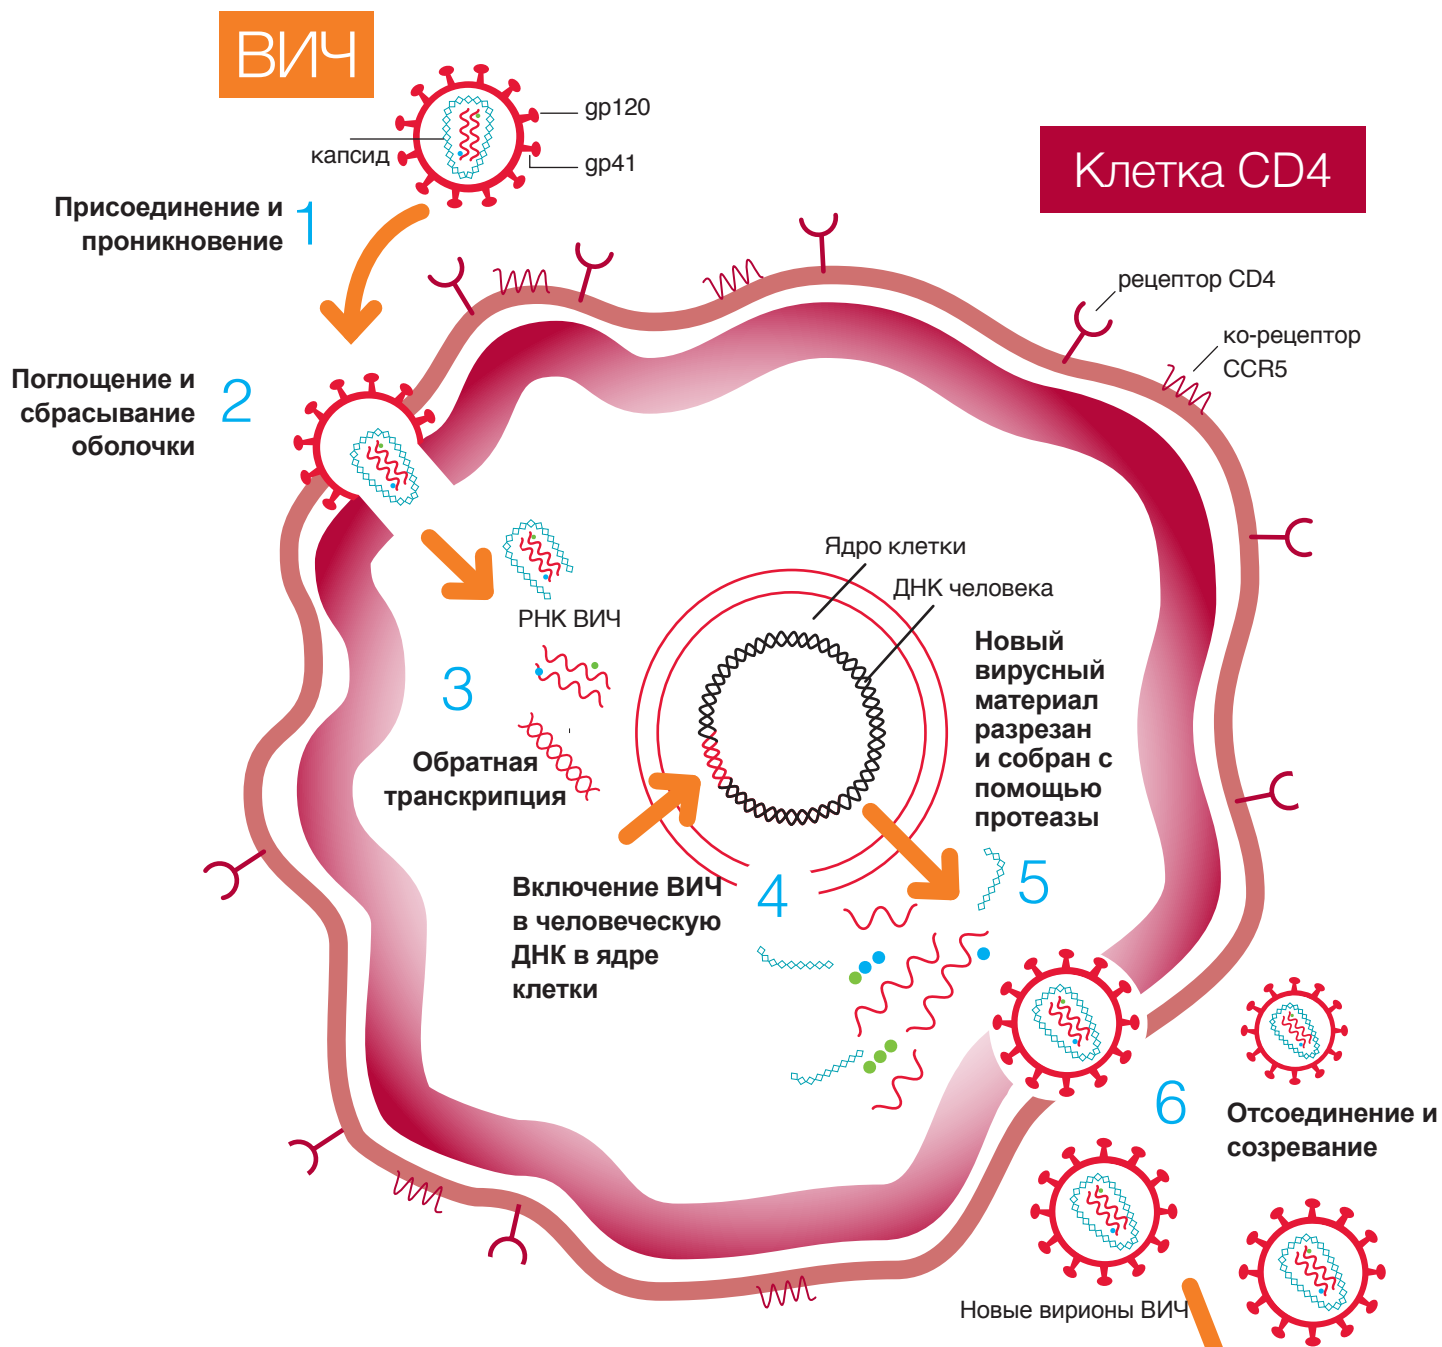 ВИЧ
gp120
капсид
gp41
Клетка CD4
1
Присоединение и
проникновение
рецептор CD4
ко-рецептор
CCR5
2
Поглощение и
сбрасывание
оболочки
Ядро клетки
ДНК человека
РНК ВИЧ
3
Обратная
транскрипция
Новый
вирусный
материал
разрезан
и собран с
помощью
протеазы
5
4
Включение ВИЧ
в человеческую
ДНК в ядре
клетки
6
Отсоединение и
созревание
Новые вирионы ВИЧ